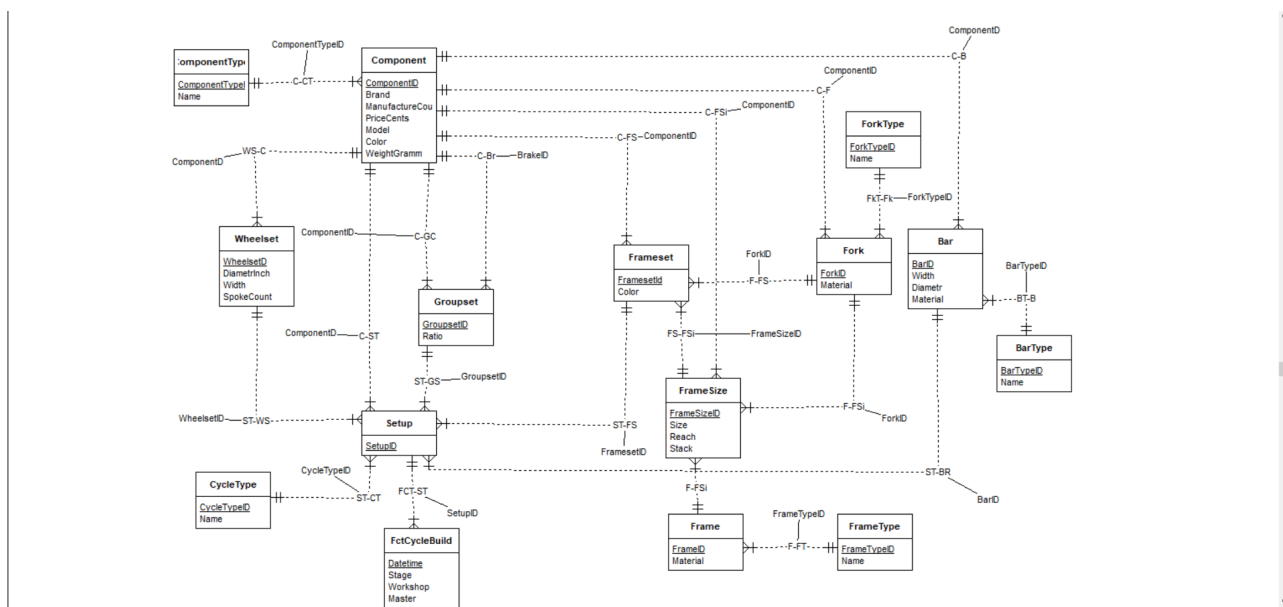 ComponentID
ComponentTypeID
C-B
Component
ComponentType
ComponentTypeI
Name
C-CT
ComponentID
Brand
ManufactureCou
PriceCents
Model
Color
WeightGramm
ComponentID
C-F
C-FSi
ComponentID
ForkType
ForkTypeID
Name
C-FS
ComponentID
WS-C
ComponentID
C-Br
BrakeID
FkT-Fk
ForkTypeID
Wheelset
WheelsetID
DiametrInch
Width
SpokeCount
ComponentID
C-GC
Frameset
FramesetId
Color
ForkID
F-FS
Fork
ForkID
Material
Bar
BarID
Width
Diametr
Material
BarTypeID
BT-B
Groupset
GroupsetID
Ratio
ComponentID
C-ST
FS-FSi
FrameSizeID
BarType
BarTypeID
Name
ST-GS
GroupsetID
FrameSize
FrameSizeID
Size
Reach
Stack
F-FSi
ForkID
WheelsetID
ST-WS
Setup
SetupID
ST-FS
FramesetID
CycleTypeID
CycleType
CycleTypeID
Name
ST-CT
FCT-ST
SetupID
F-FSi
ST-BR
BarID
FctCycleBuild
Datetime
Stage
Workshop
Master
Frame
FrameID
Material
FrameTypeID
F-FT
FrameType
FrameTypeID
Name